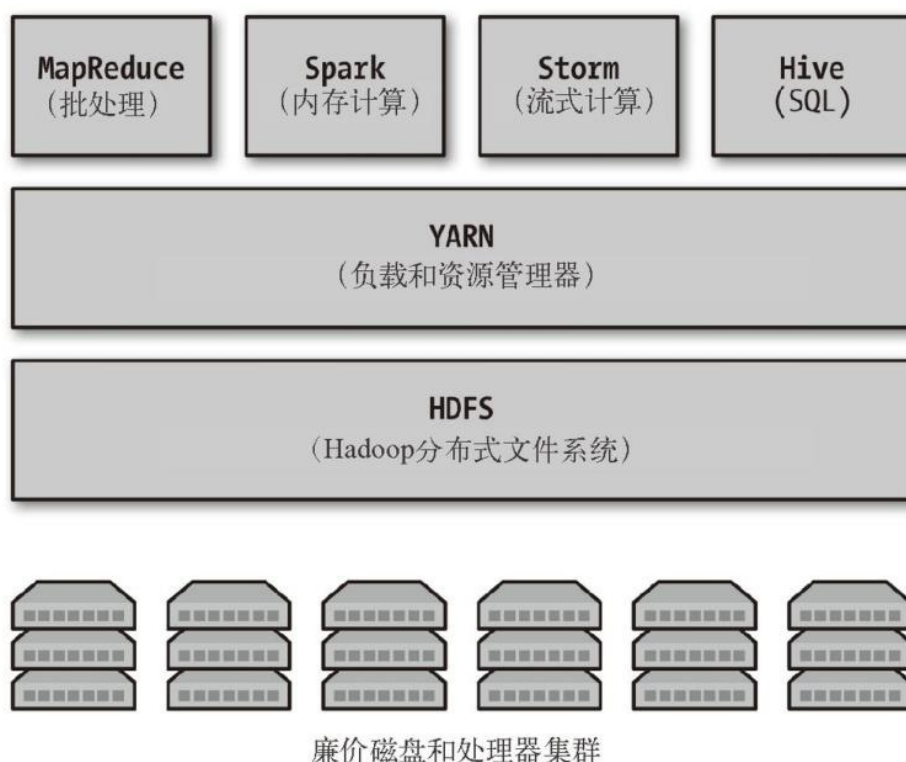 MapReduce
（批处理）
Spark
（内存计算）
Storm
（流式计算）
Hive
(SQL)
YARN
（负载和资源管理器）
HDFS
（Hadoop分布式文件系统）
廉价磁盘和处理器集群